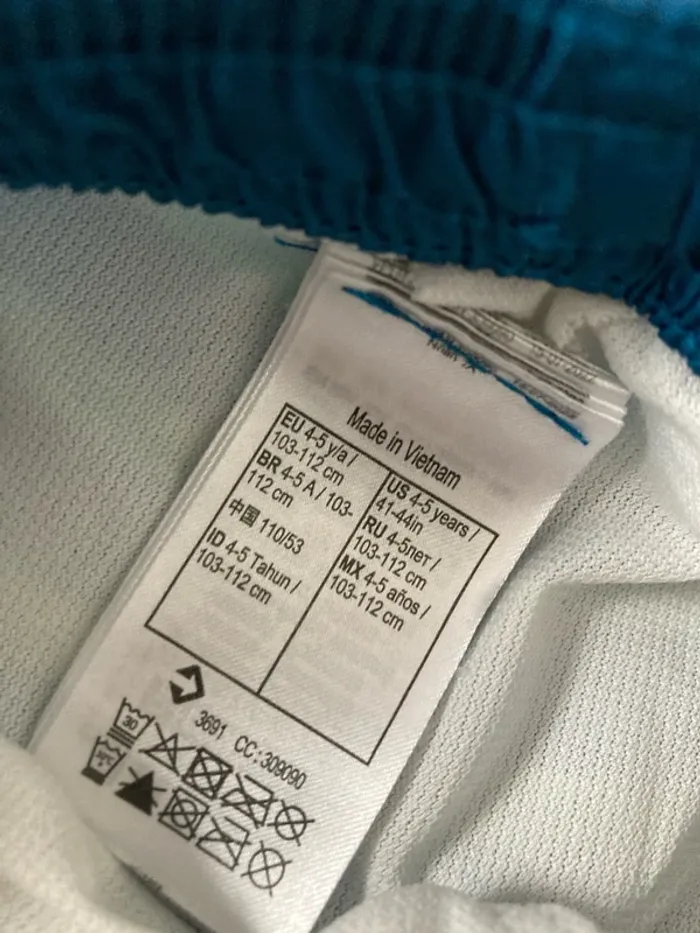 Made in Vietnam
EU 4-5 y/a /
103-112 cm
BR 4-5 A / 103-
112 cm
中国 110/53
ID 4-5 Tahun /
103-112 cm
US 4-5 years /
41-44in
RU 4-5лет /
103-112 cm
MX 4-5 años /
103-112 cm
3691 CC : 309090
30